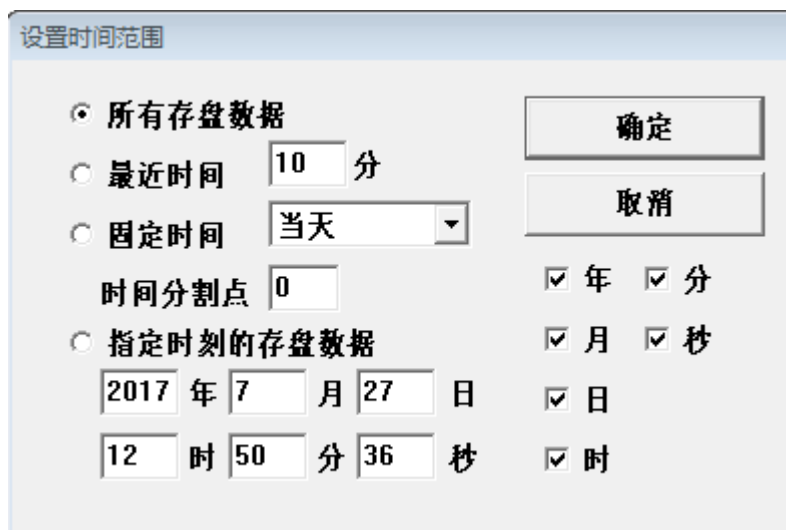 设置时间范围
所有存盘数据
确定
最近时间 10 分
取消
固定时间 当天
年 分
时间分割点 0
指定时刻的存盘数据
月 秒
2017 年 7 月 27 日
日
12 时 50 分 36 秒
时